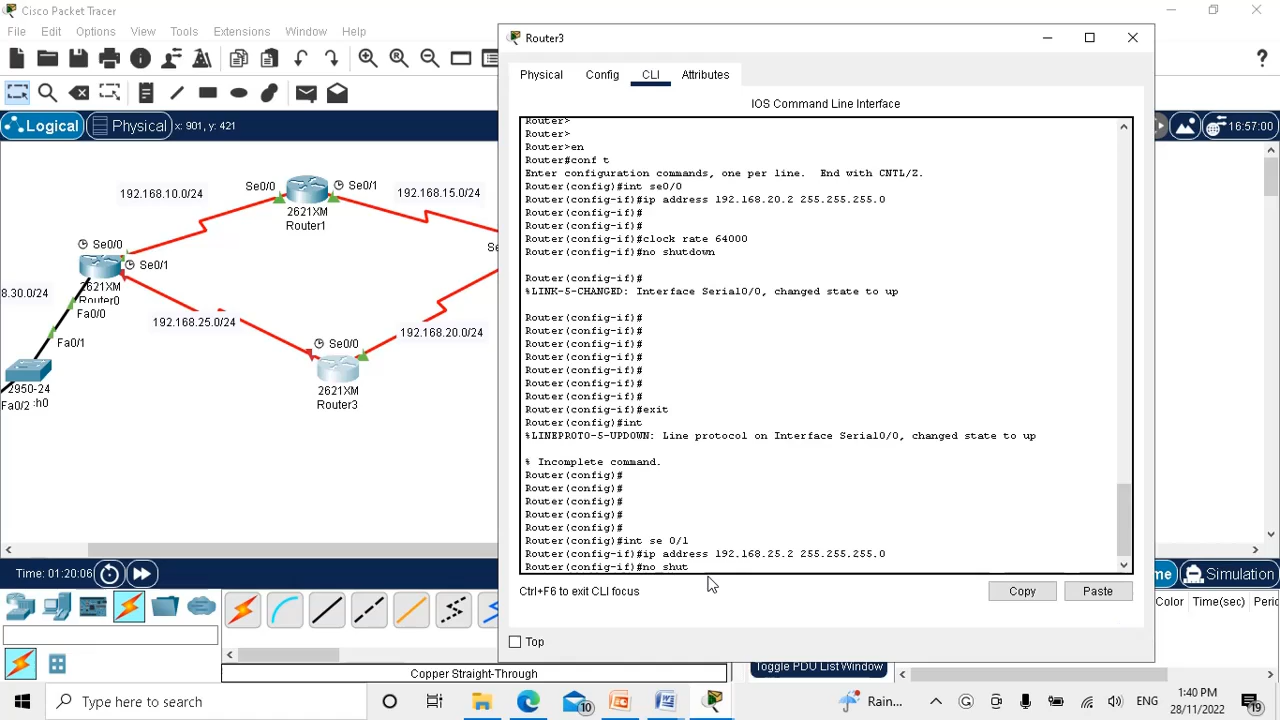 Cisco Packet Tracer
File Edit Options View Tools Extensions Window Help
Logical
Physical x: 901, y: 421
16:57:00
192.168.10.0/24
Se0/0
Se0/1
192.168.15.0/24
2621XM
Router1
Se0/0
Se0/1
2621XM
Router0
Fa0/0
8.30.0/24
192.168.25.0/24
192.168.20.0/24
Fa0/1
Se0/0
2950-24
Fa0/2
2621XM
Router3
Router3
Physical Config CLI Attributes
IOS Command Line Interface
Router>
Router>
Router>en
Router#conf t
Enter configuration commands, one per line. End with CNTL/Z.
Router(config)#int se0/0
Router(config-if)#ip address 192.168.20.2 255.255.255.0
Router(config-if)#
Router(config-if)#
Router(config-if)#clock rate 64000
Router(config-if)#no shutdown
Router(config-if)#
%LINK-5-CHANGED: Interface Serial0/0, changed state to up
Router(config-if)#
Router(config-if)#
Router(config-if)#
Router(config-if)#
Router(config-if)#
Router(config-if)#
Router(config-if)#
Router(config-if)#exit
Router(config)#int
%LINEPROTO-5-UPDOWN: Line protocol on Interface Serial0/0, changed state to up
% Incomplete command.
Router(config)#
Router(config)#
Router(config)#
Router(config)#
Router(config)#
Router(config)#int se 0/1
Router(config-if)#ip address 192.168.25.2 255.255.255.0
Router(config-if)#no shut
Ctrl+F6 to exit CLI focus
Copy
Paste
Top
Time: 01:20:06
me
Simulation
Color Time(sec) Perio
Copper Straight-Through
Toggle PDU List Window
Type here to search
10
Rain...
ENG
1:40 PM
28/11/2022
19